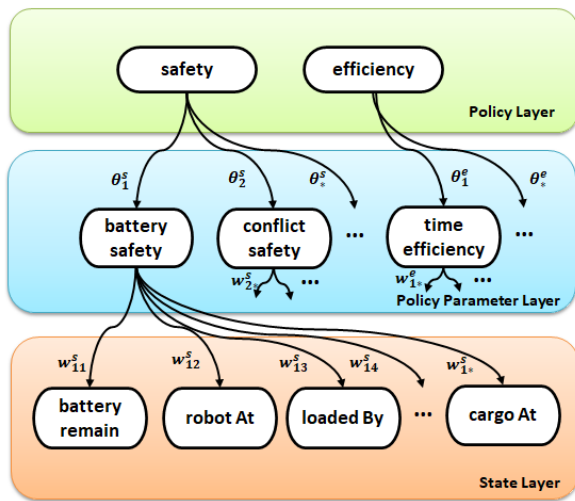 safety efficiency
Policy Layer
θ₁ˢ θ₂ˢ θ*ˢ θ₁ᵉ θ*ᵉ
battery safety
conflict safety
...
time efficiency
...
w₂*ˢ ... w₁*ᵉ ...
Policy Parameter Layer
w₁₁ˢ w₁₂ˢ w₁₃ˢ w₁₄ˢ w₁*ˢ
battery remain
robot At
loaded By
...
cargo At
State Layer